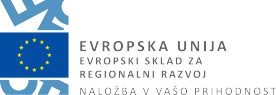 EVROPSKA UNIJA
EVROPSKI SKLAD ZA
REGIONALNI RAZVOJ
NALOŽBA V VAŠO PRIHODNOST